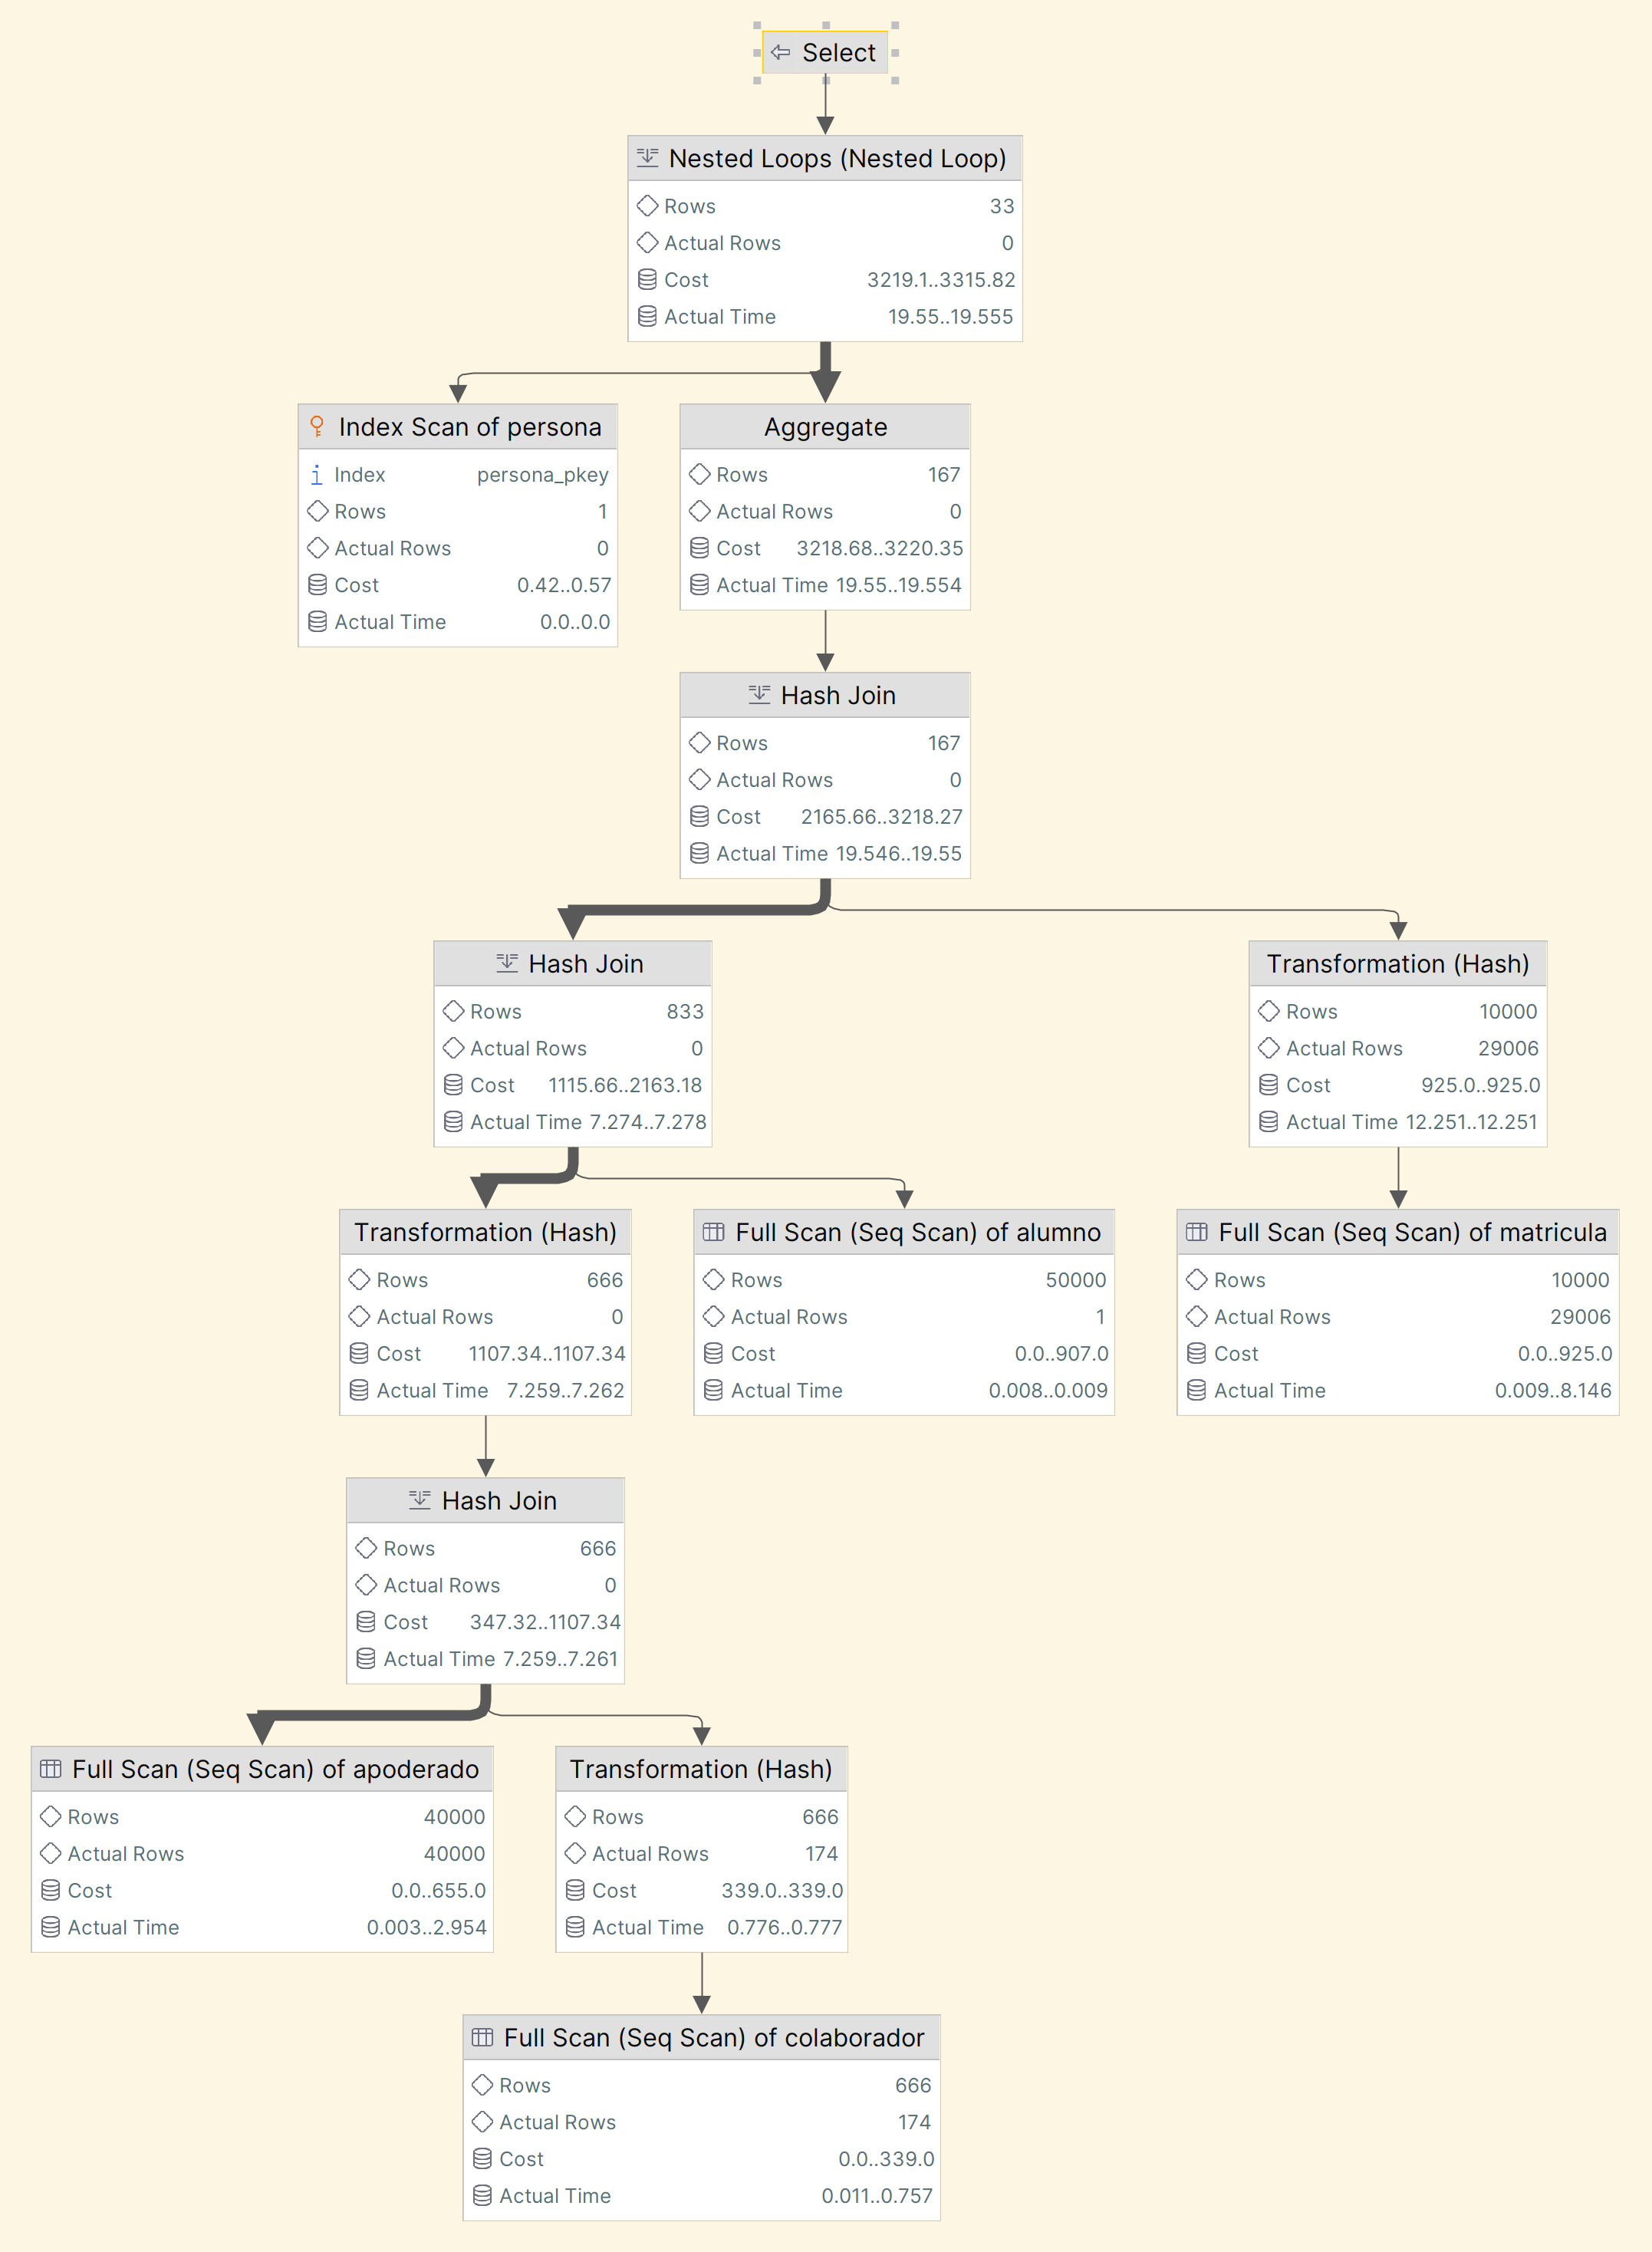 Select
Nested Loops (Nested Loop)
Rows 33
Actual Rows 0
Cost 3219.1..3315.82
Actual Time 19.55..19.555
Index Scan of persona
Index persona_pkey
Rows 1
Actual Rows 0
Cost 0.42..0.57
Actual Time 0.0..0.0
Aggregate
Rows 167
Actual Rows 0
Cost 3218.68..3220.35
Actual Time 19.55..19.554
Hash Join
Rows 167
Actual Rows 0
Cost 2165.66..3218.27
Actual Time 19.546..19.55
Hash Join
Rows 833
Actual Rows 0
Cost 1115.66..2163.18
Actual Time 7.274..7.278
Transformation (Hash)
Rows 10000
Actual Rows 29006
Cost 925.0..925.0
Actual Time 12.251..12.251
Transformation (Hash)
Rows 666
Actual Rows 0
Cost 1107.34..1107.34
Actual Time 7.259..7.262
Full Scan (Seq Scan) of alumno
Rows 50000
Actual Rows 1
Cost 0.0..907.0
Actual Time 0.008..0.009
Full Scan (Seq Scan) of matricula
Rows 10000
Actual Rows 29006
Cost 0.0..925.0
Actual Time 0.009..8.146
Hash Join
Rows 666
Actual Rows 0
Cost 347.32..1107.34
Actual Time 7.259..7.261
Full Scan (Seq Scan) of apoderado
Rows 40000
Actual Rows 40000
Cost 0.0..655.0
Actual Time 0.003..2.954
Transformation (Hash)
Rows 666
Actual Rows 174
Cost 339.0..339.0
Actual Time 0.776..0.777
Full Scan (Seq Scan) of colaborador
Rows 666
Actual Rows 174
Cost 0.0..339.0
Actual Time 0.011..0.757